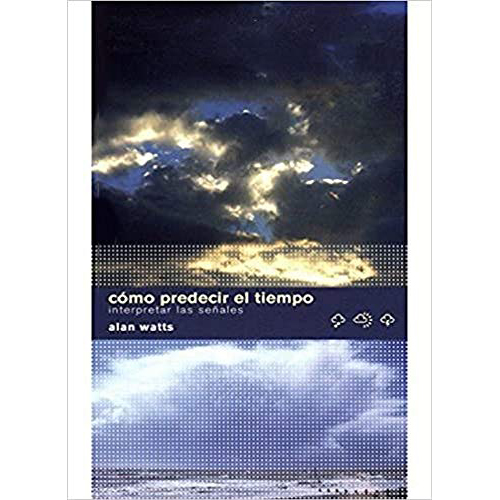 cómo predecir el tiempo
interpretar las señales
alan watts